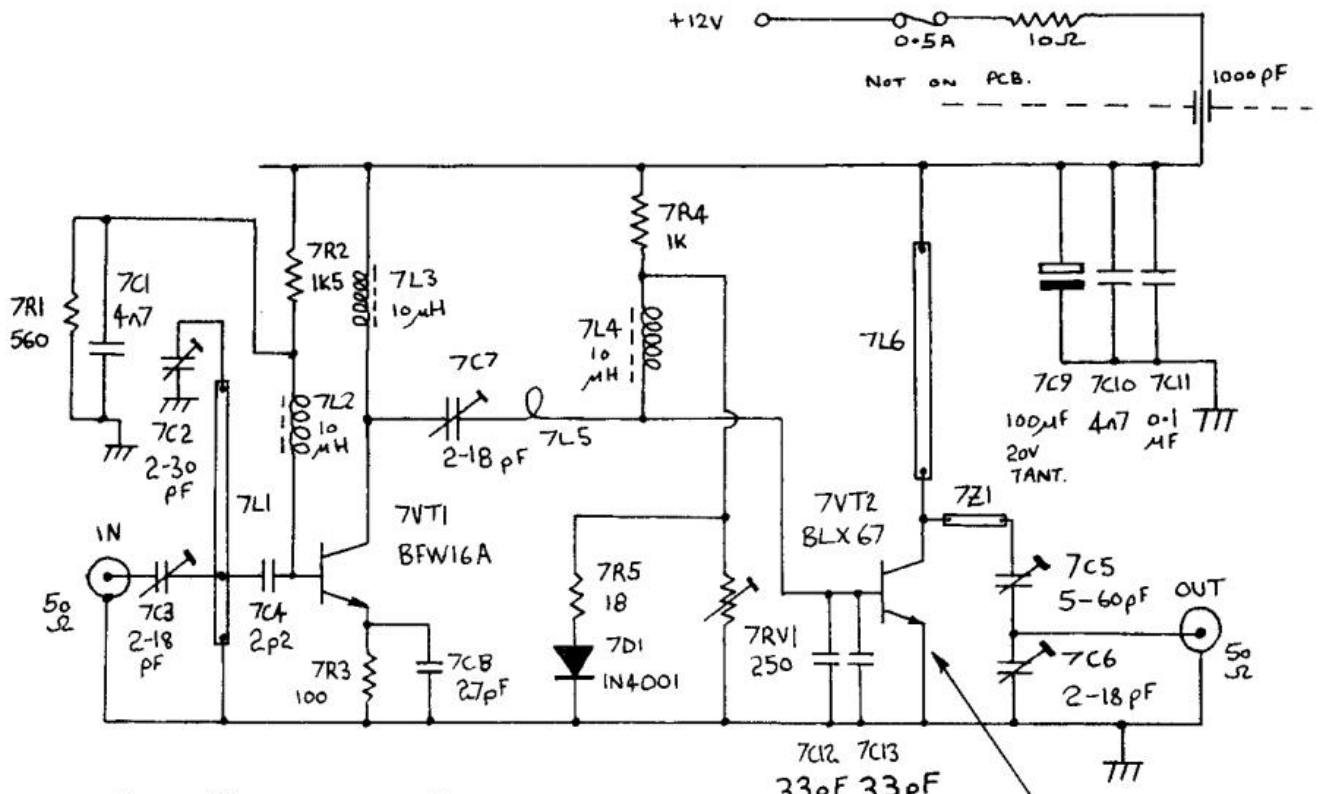 +12V
0.5A
10Ω
NOT ON PCB.
1000pF
7R4
1K
7R2
1K5
7L3
10μH
7C1
4n7
7R1
560
7L4
10
μH
7L6
7C7
2-18pF
7L5
7L2
10
μH
7C2
2-30
pF
7C9
100μF
20V
TANT.
7C10
4n7
7C11
0.1
μF
7L1
7VT1
BFW16A
7VT2
BLX67
7Z1
IN
50
Ω
7C3
2-18
pF
7C4
2p2
7R5
18
7C5
5-60pF
OUT
50
Ω
7R3
100
7C8
27pF
7D1
IN4001
7RV1
250
7C6
2-18pF
7C12
33pF
7C13
33pF